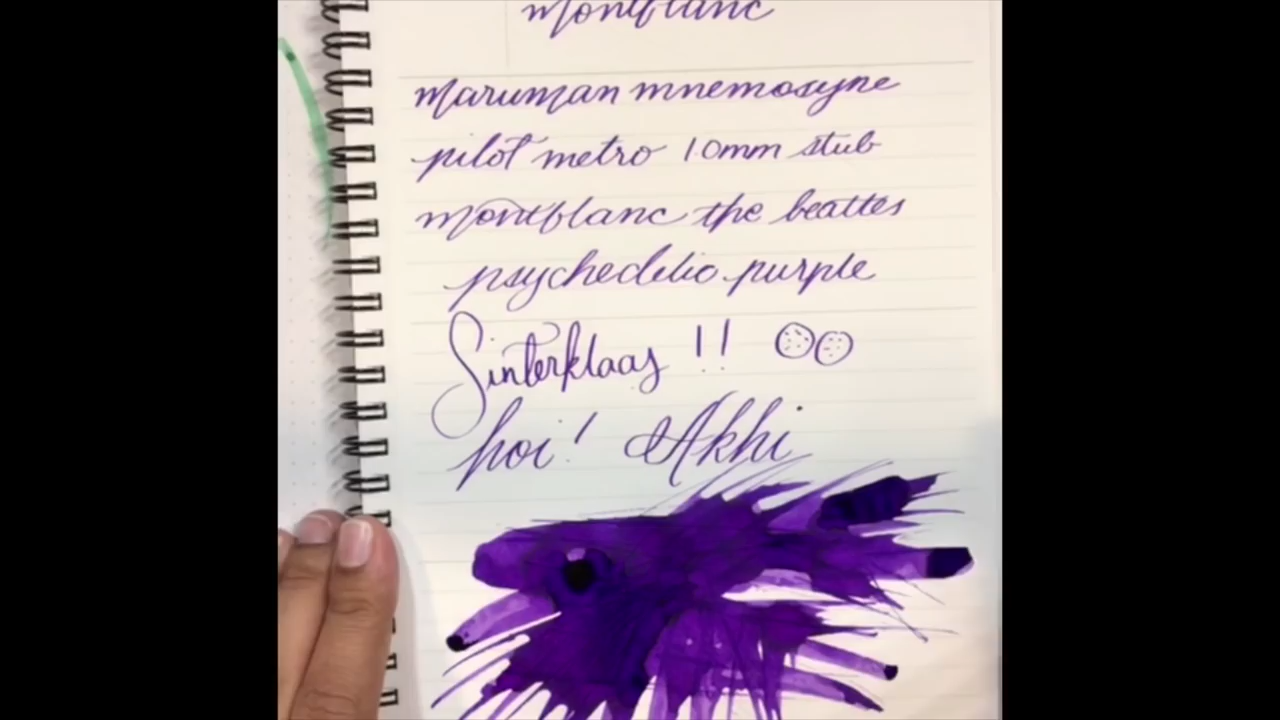 montblanc
maruman mnemosyne
pilot metro 1.0mm stub
montblanc the beatles
psychedelic purple
Sinterklaas !!
hoi! Akhi